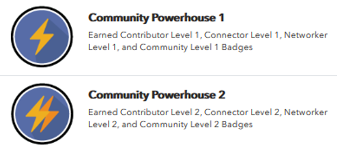 Community Powerhouse 1
Earned Contributor Level 1, Connector Level 1, Networker
Level 1, and Community Level 1 Badges
Community Powerhouse 2
Earned Contributor Level 2, Connector Level 2, Networker
Level 2, and Community Level 2 Badges